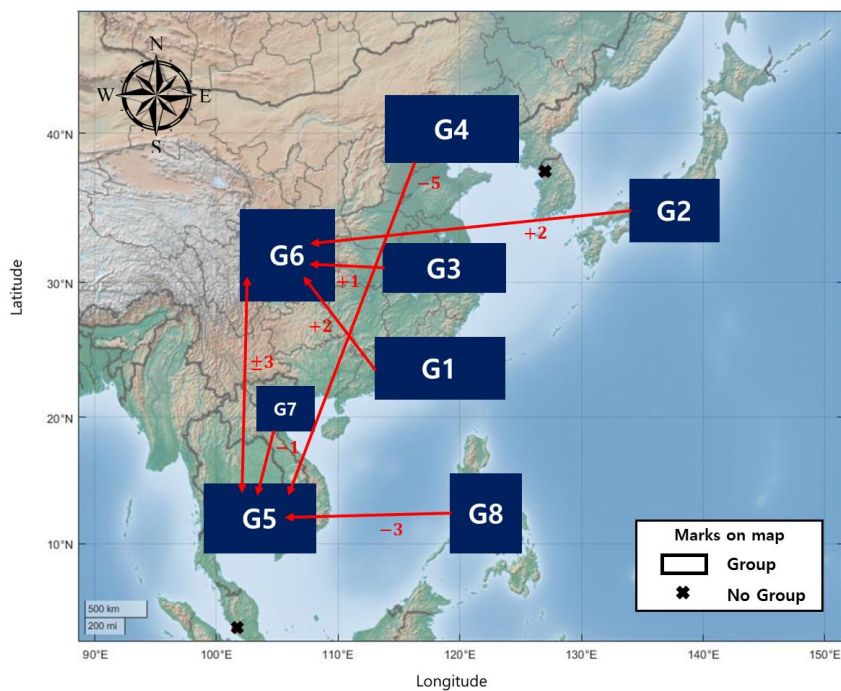 N
W E
S
40°N
30°N
20°N
10°N
Latitude
G4
−5
G2
+2
G6
G3
+1
+2
G1
±3
G7
−1
G5
−3
G8
Marks on map
Group
No Group
500 km
200 mi
90°E 100°E 110°E 120°E 130°E 140°E 150°E
Longitude